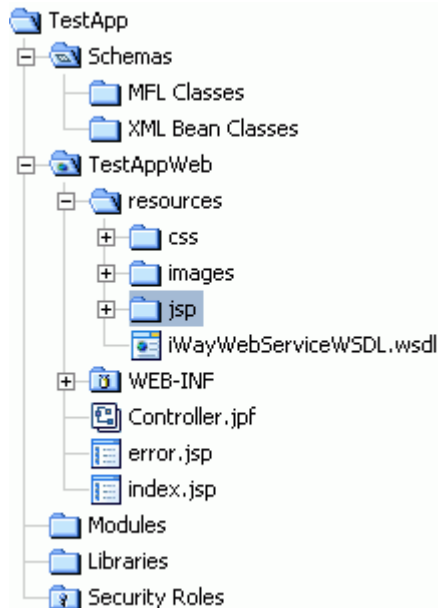 TestApp
Schemas
MFL Classes
XML Bean Classes
TestAppWeb
resources
css
images
jsp
iWayWebServiceWSDL.wsdl
WEB-INF
Controller.jpf
error.jsp
index.jsp
Modules
Libraries
Security Roles